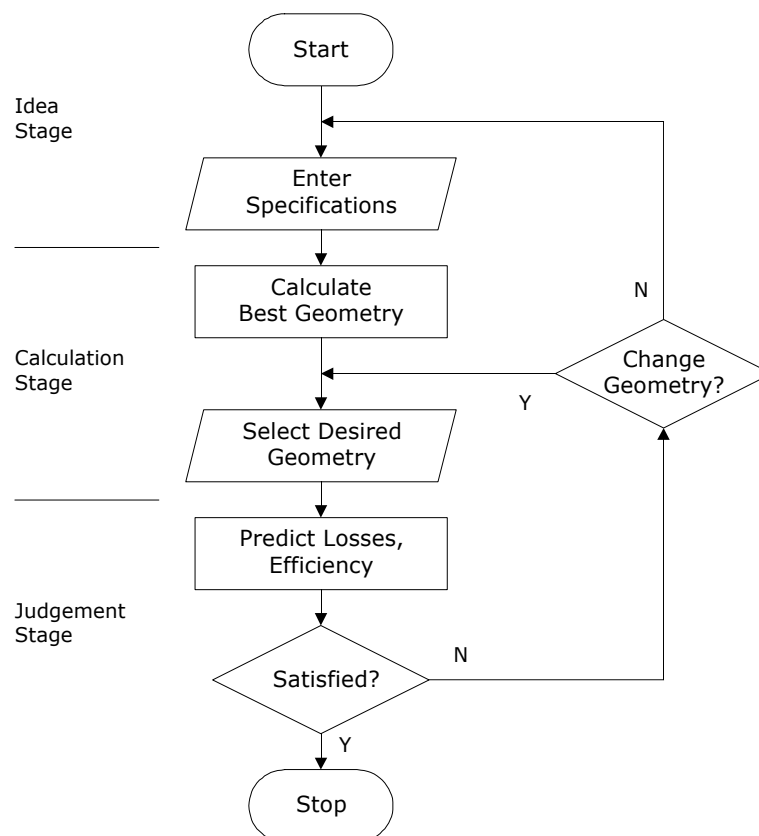 Start
Idea
Stage
Enter
Specifications
Calculate
Best Geometry
N
Calculation
Stage
Change
Geometry?
Y
Select Desired
Geometry
Predict Losses,
Efficiency
Judgement
Stage
Satisfied?
N
Y
Stop